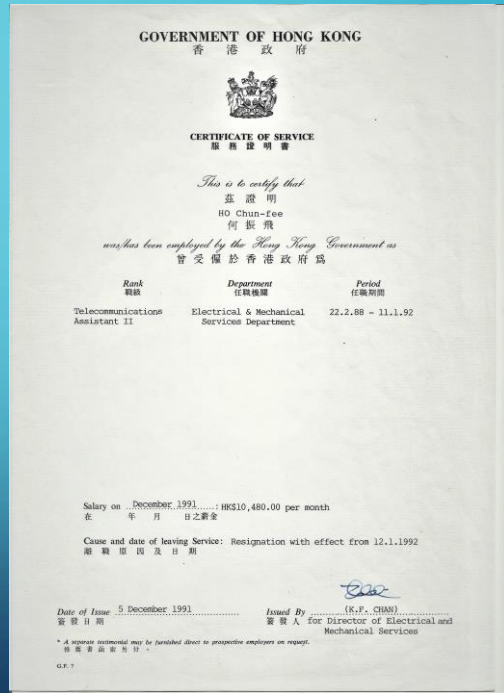 GOVERNMENT OF HONG KONG
香港政府
CERTIFICATE OF SERVICE
服務證明書
This is to certify that
茲證明
HO Chun-fee
何振飛
was/has been employed by the Hong Kong Government as
曾受僱於香港政府爲
Rank Department Period
職級 任職機關 任職期間
Telecommunications Electrical & Mechanical 22.2.88 - 11.1.92
Assistant II Services Department
Salary on December 1991 : HK$10,480.00 per month
在 年 月 日之薪金
Cause and date of leaving Service: Resignation with effect from 12.1.1992
離職原因及日期
Date of Issue 5 December 1991 Issued By (K.F. CHAN)
簽發日期 簽發人 for Director of Electrical and
Mechanical Services
* A separate testimonial may be furnished direct to prospective employers on request.
G.F. 7